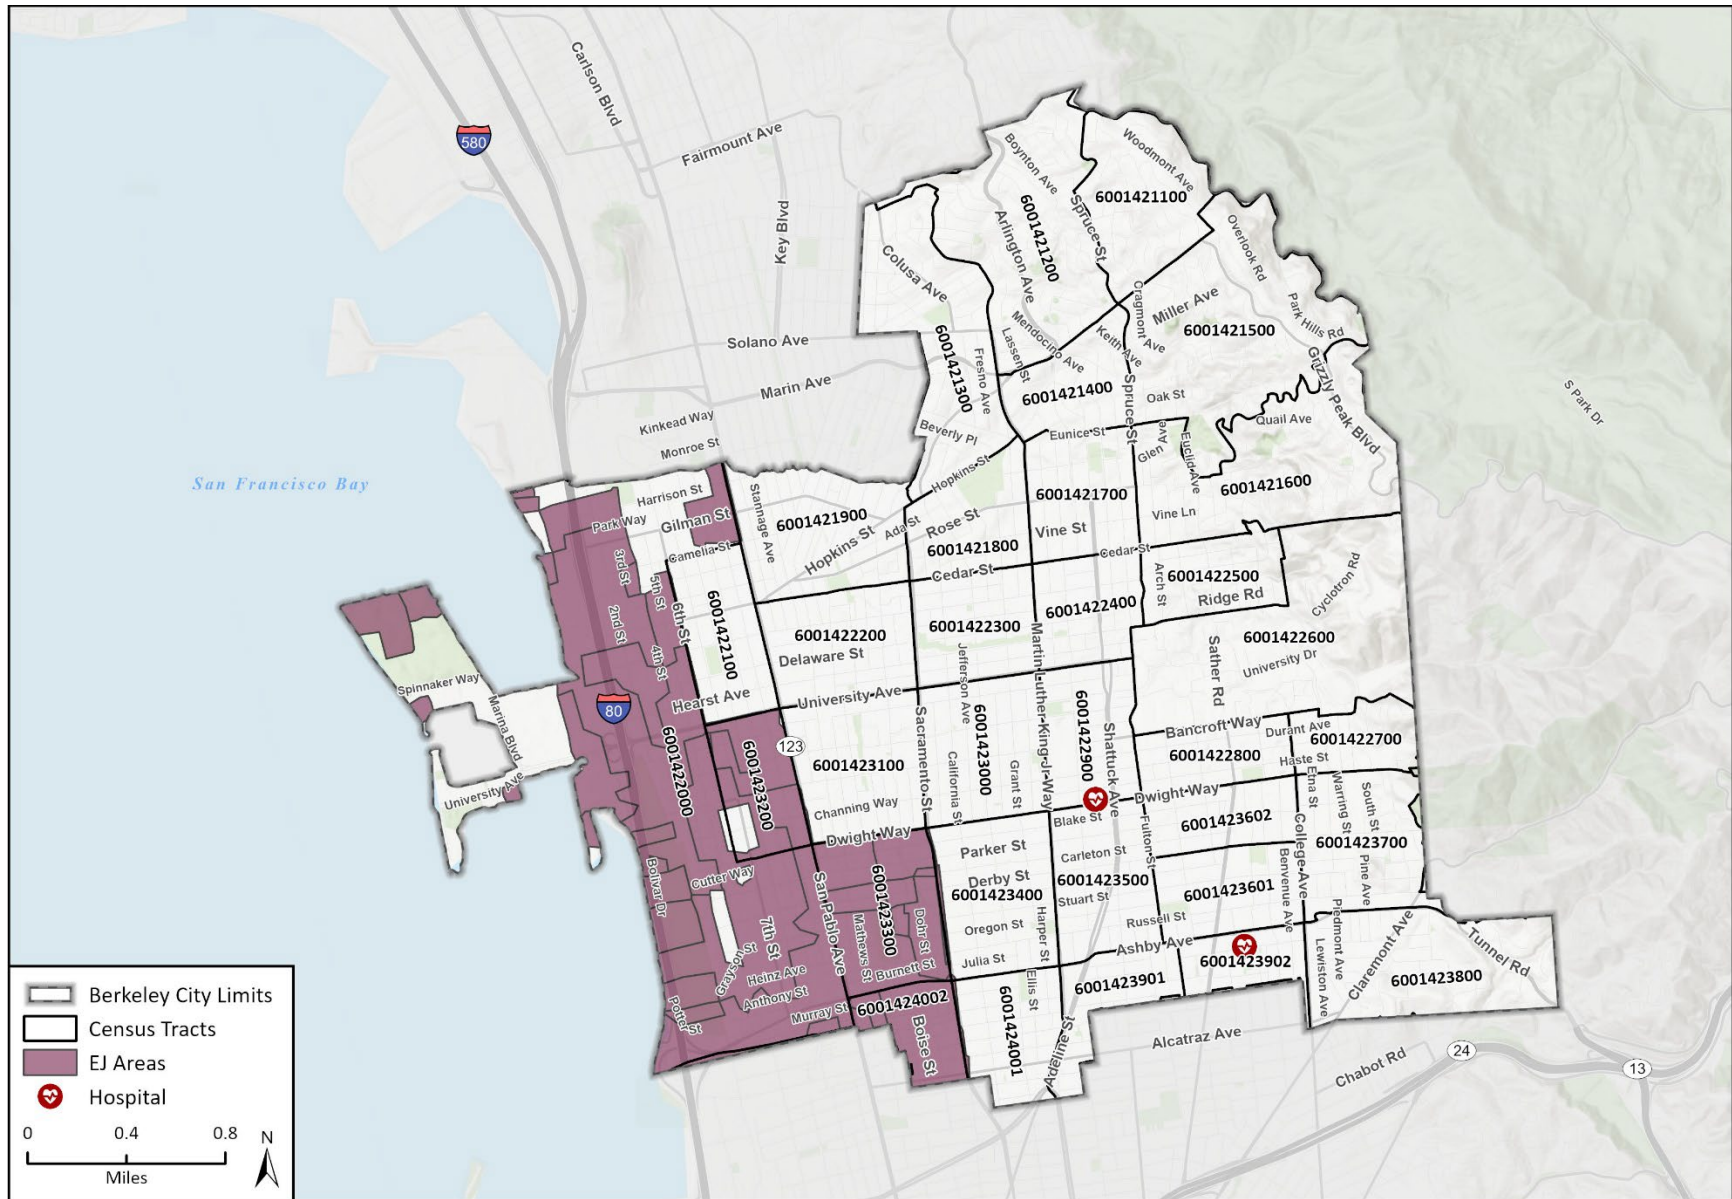 Carlson Blvd
580
Fairmount Ave
Key Blvd
Solano Ave
Marin Ave
Kinkead Way
Monroe St
San Francisco Bay
Boynton Ave
Woodmont Ave
6001421100
Spruce St
6001421200
Arlington Ave
Overlook Rd
Colusa Ave
Cragmont Ave
Miller Ave
Park Hills Rd
6001421500
Mendocino Ave
Keith Ave
Lassen St
Fresno Ave
6001421300
Grizzly Peak Blvd
S Park Dr
6001421400
Spruce St
Oak St
Quail Ave
Beverly Pl
Eunice St
Glen Ave
Euclid Ave
Hopkins St
6001421700
6001421600
Harrison St
Stannage Ave
Park Way
Gilman St
6001421900
Ada St
Rose St
Vine St
Vine Ln
Camelia St
Hopkins St
6001421800
Cedar St
Cedar St
3rd St
5th St
6th St
2nd St
4th St
6001422100
Arch St
6001422500
Ridge Rd
Cyclotron Rd
6001422400
6001422200
6001422300
Delaware St
Jefferson Ave
Martin Luther King Jr Way
Sather Rd
6001422600
University Dr
Spinnaker Way
Marina Blvd
80
Hearst Ave
University Ave
6001422000
6001423200
123
6001423100
Sacramento St
California St
6001423000
Grant St
6001422900
Shattuck Ave
Bancroft Way
Durant Ave
6001422700
6001422800
Haste St
University Ave
Channing Way
Dwight Way
Dwight Way
Blake St
Etna St
Warring St
South St
Fulton St
6001423602
College Ave
6001423700
Parker St
Carleton St
Derby St
6001423400
6001423500
Stuart St
6001423601
Benvenue Ave
Pine Ave
Bolivar Dr
Cutter Way
San Pablo Ave
6001423300
Mathews St
Dohr St
Oregon St
Harper St
Russell St
Piedmont Ave
Claremont Ave
Tunnel Rd
7th St
Grayson St
Heinz Ave
Burnett St
Julia St
Ashby Ave
Lewiston Ave
6001423902
6001423901
6001423800
Anthony St
Murray St
Potter St
6001424002
Boise St
Ellis St
6001424001
Adeline St
Alcatraz Ave
Chabot Rd
24
13
Berkeley City Limits
Census Tracts
EJ Areas
Hospital
0 0.4 0.8
Miles
N